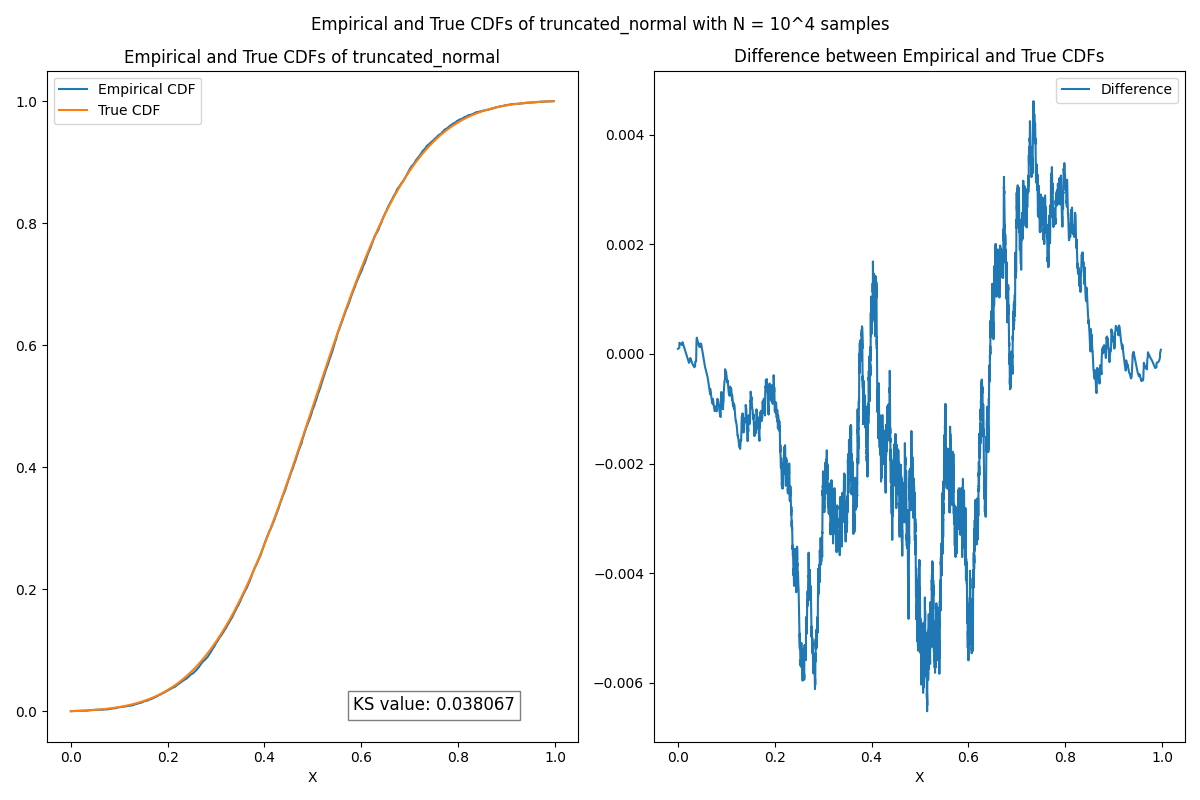 Empirical and True CDFs of truncated_normal with N = 10^4 samples
Empirical and True CDFs of truncated_normal
Empirical CDF
True CDF
1.0
0.8
0.6
0.4
0.2
0.0
KS value: 0.038067
0.0 0.2 0.4 0.6 0.8 1.0
X
Difference between Empirical and True CDFs
Difference
0.004
0.002
0.000
−0.002
−0.004
−0.006
0.0 0.2 0.4 0.6 0.8 1.0
X